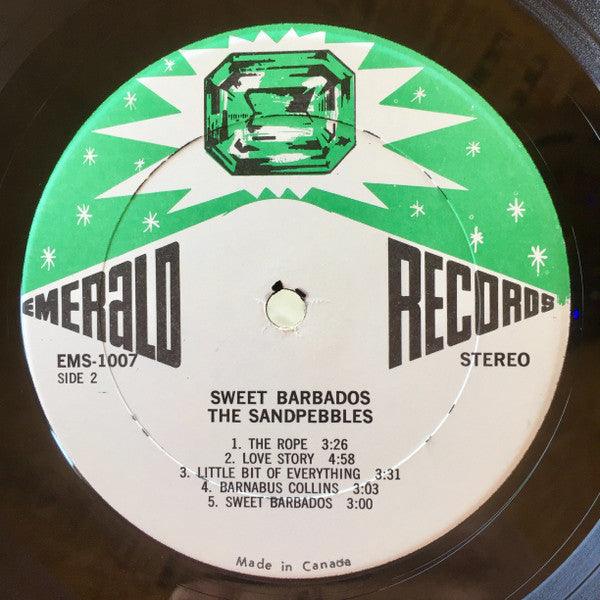 EMERALD RECORDS
EMS-1007 STEREO
SIDE 2
SWEET BARBADOS
THE SANDPEBBLES
1. THE ROPE 3:26
2. LOVE STORY 4:58
3. LITTLE BIT OF EVERYTHING 3:31
4. BARNABUS COLLINS 3:03
5. SWEET BARBADOS 3:00
Made in Canada